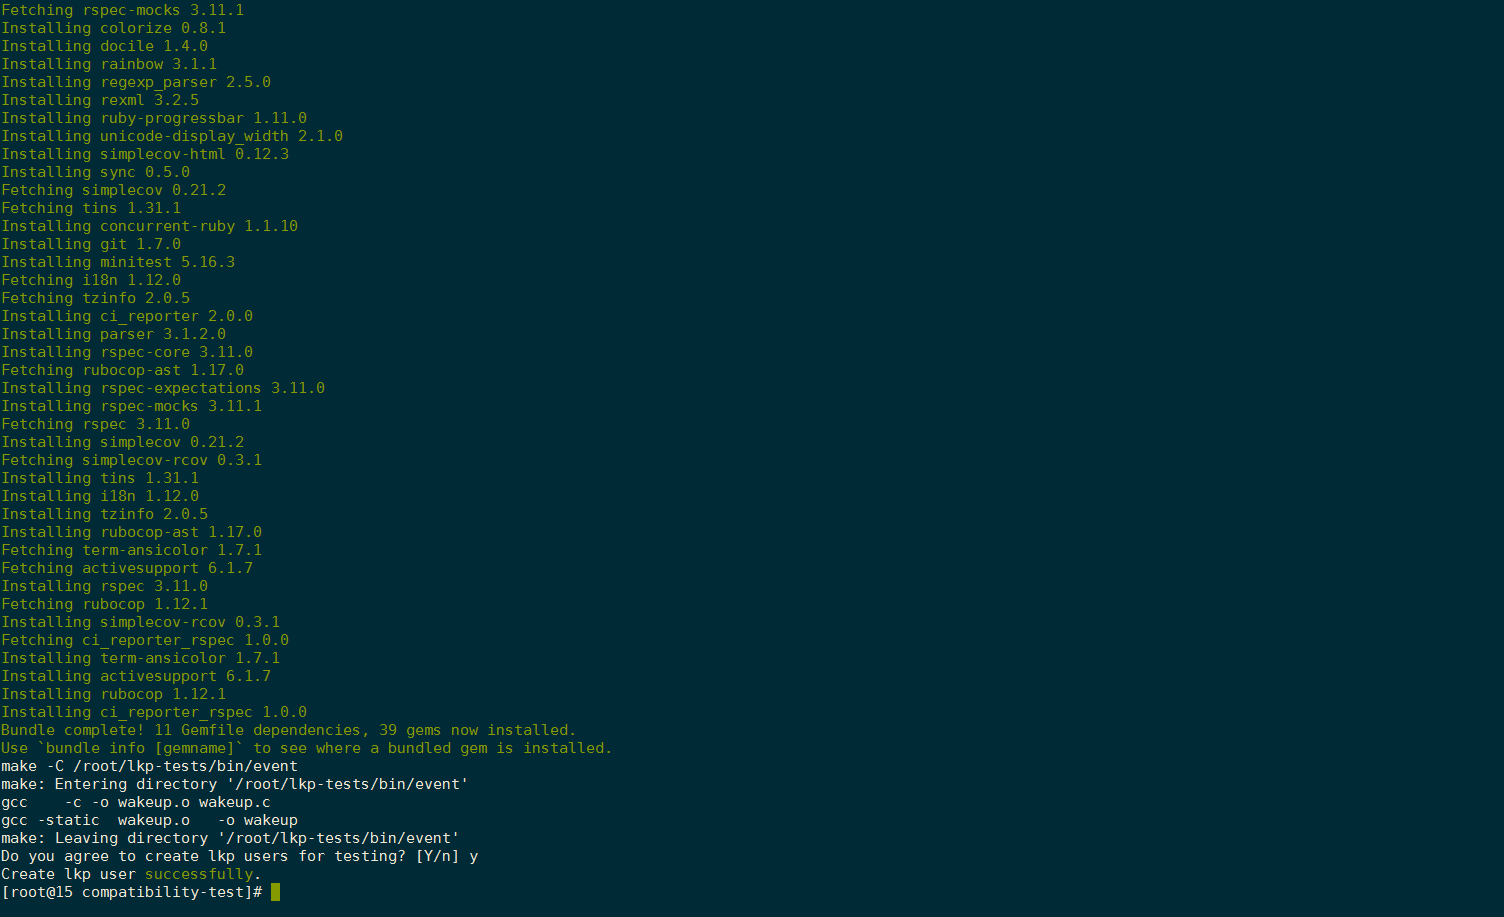 Fetching rspec-mocks 3.11.1
Installing colorize 0.8.1
Installing docile 1.4.0
Installing rainbow 3.1.1
Installing regexp_parser 2.5.0
Installing rexml 3.2.5
Installing ruby-progressbar 1.11.0
Installing unicode-display_width 2.1.0
Installing simplecov-html 0.12.3
Installing sync 0.5.0
Fetching simplecov 0.21.2
Fetching tins 1.31.1
Installing concurrent-ruby 1.1.10
Installing git 1.7.0
Installing minitest 5.16.3
Fetching i18n 1.12.0
Fetching tzinfo 2.0.5
Installing ci_reporter 2.0.0
Installing parser 3.1.2.0
Installing rspec-core 3.11.0
Fetching rubocop-ast 1.17.0
Installing rspec-expectations 3.11.0
Installing rspec-mocks 3.11.1
Fetching rspec 3.11.0
Installing simplecov 0.21.2
Fetching simplecov-rcov 0.3.1
Installing tins 1.31.1
Installing i18n 1.12.0
Installing tzinfo 2.0.5
Installing rubocop-ast 1.17.0
Fetching term-ansicolor 1.7.1
Fetching activesupport 6.1.7
Installing rspec 3.11.0
Fetching rubocop 1.12.1
Installing simplecov-rcov 0.3.1
Fetching ci_reporter_rspec 1.0.0
Installing term-ansicolor 1.7.1
Installing activesupport 6.1.7
Installing rubocop 1.12.1
Installing ci_reporter_rspec 1.0.0
Bundle complete! 11 Gemfile dependencies, 39 gems now installed.
Use `bundle info [gemname]` to see where a bundled gem is installed.
make -C /root/lkp-tests/bin/event
make: Entering directory '/root/lkp-tests/bin/event'
gcc    -c -o wakeup.o wakeup.c
gcc -static  wakeup.o   -o wakeup
make: Leaving directory '/root/lkp-tests/bin/event'
Do you agree to create lkp users for testing? [Y/n] y
Create lkp user successfully.
[root@15 compatibility-test]#